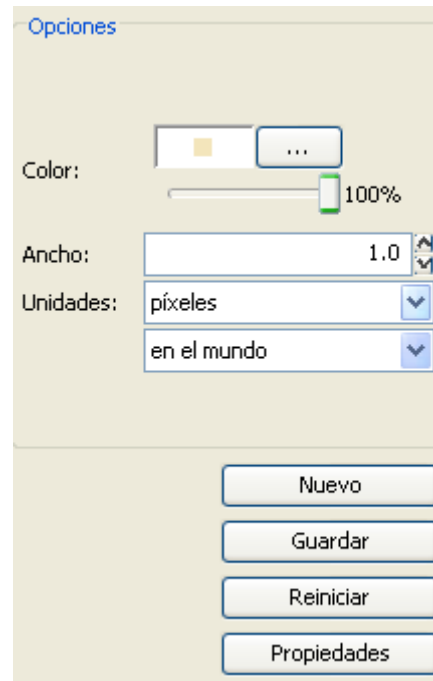 Opciones
...
Color:
100%
Ancho: 1.0
Unidades: píxeles
en el mundo
Nuevo
Guardar
Reiniciar
Propiedades